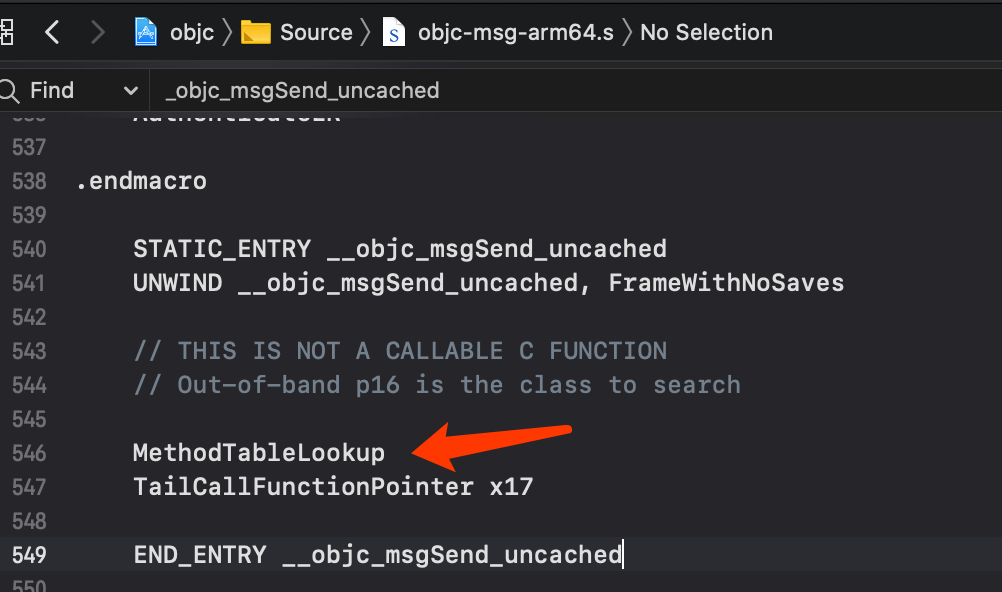 objc Source objc-msg-arm64.s No Selection
Find _objc_msgSend_uncached
537
538 .endmacro
539
540 STATIC_ENTRY __objc_msgSend_uncached
541 UNWIND __objc_msgSend_uncached, FrameWithNoSaves
542
543 // THIS IS NOT A CALLABLE C FUNCTION
544 // Out-of-band p16 is the class to search
545
546 MethodTableLookup
547 TailCallFunctionPointer x17
548
549 END_ENTRY __objc_msgSend_uncached
550